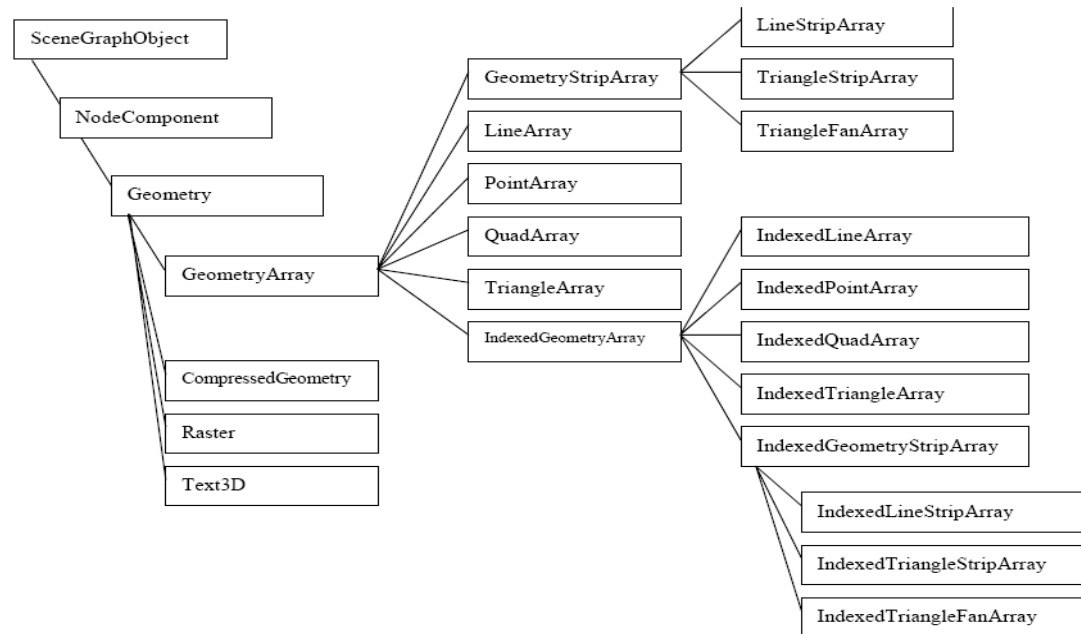 SceneGraphObject
NodeComponent
Geometry
GeometryArray
CompressedGeometry
Raster
Text3D
GeometryStripArray
LineArray
PointArray
QuadArray
TriangleArray
IndexedGeometryArray
LineStripArray
TriangleStripArray
TriangleFanArray
IndexedLineArray
IndexedPointArray
IndexedQuadArray
IndexedTriangleArray
IndexedGeometryStripArray
IndexedLineStripArray
IndexedTriangleStripArray
IndexedTriangleFanArray